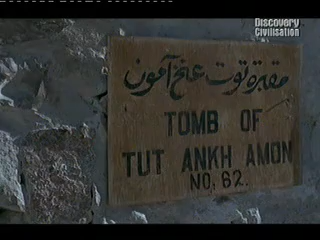 Discovery
Civilisation
مقبرة توت عنخ آمون
TOMB OF
TUT ANKH AMON
NO. 62.